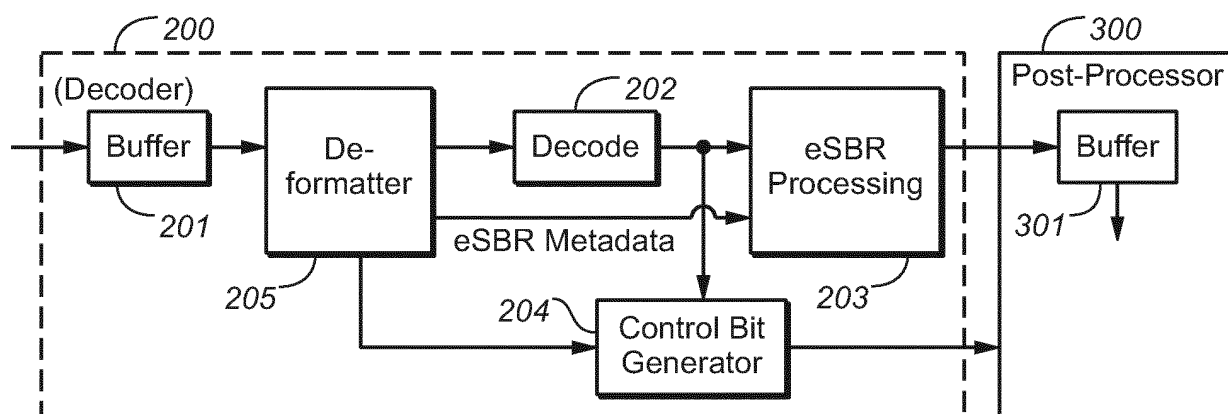 200
300
(Decoder)
Post-Processor
202
Buffer
De-
formatter
Decode
eSBR
Processing
Buffer
201
eSBR Metadata
301
205
204
203
Control Bit
Generator